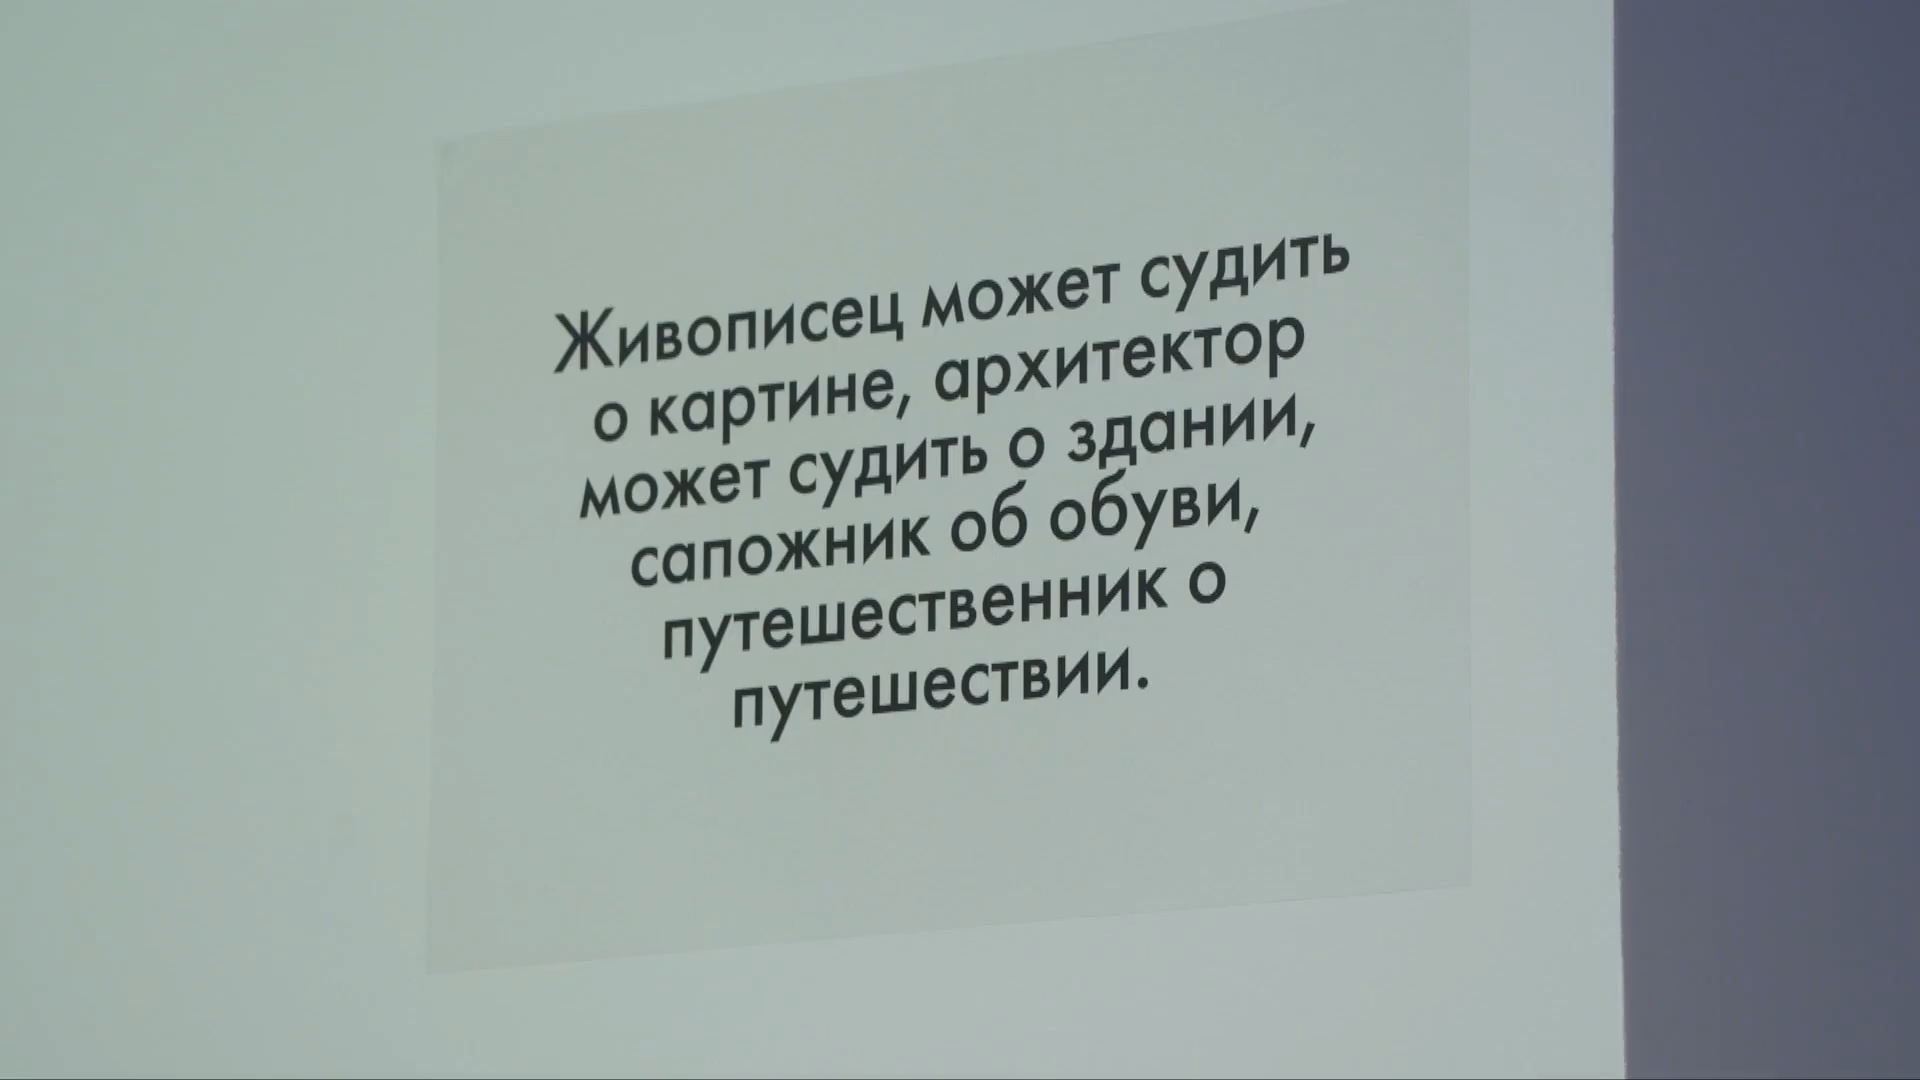 Живописец может судить
о картине, архитектор
может судить о здании,
сапожник об обуви,
путешественник о
путешествии.